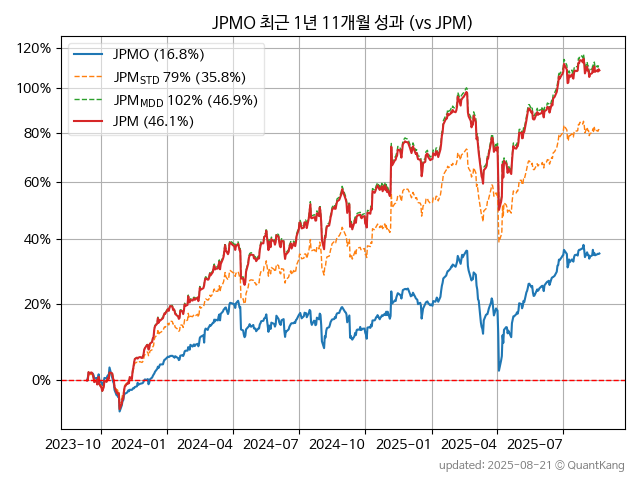 JPMO 최근 1년 11개월 성과 (vs JPM)
JPMO (16.8%)
JPM_STD 79% (35.8%)
JPM_MDD 102% (46.9%)
JPM (46.1%)
120%
100%
80%
60%
40%
20%
0%
2023-10 2024-01 2024-04 2024-07 2024-10 2025-01 2025-04 2025-07
updated: 2025-08-21 © QuantKang